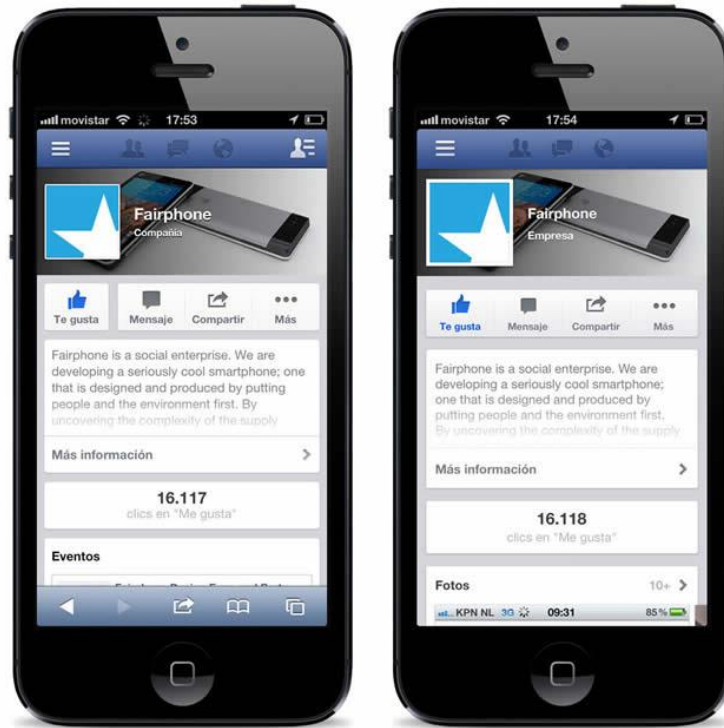 movistar 17:53
Fairphone
Compañía
Te gusta Mensaje Compartir Más
Fairphone is a social enterprise. We are
developing a seriously cool smartphone; one
that is designed and produced by putting
people and the environment first. By
uncovering the complexity of the supply
Más información
16.117
clics en "Me gusta"
Eventos
movistar 17:54
Fairphone
Empresa
Te gusta Mensaje Compartir Más
Fairphone is a social enterprise. We are
developing a seriously cool smartphone;
one that is designed and produced by
putting people and the environment first.
By uncovering the complexity of the supply
Más información
16.118
clics en "Me gusta"
Fotos 10+
KPN NL 3G 09:31 85%